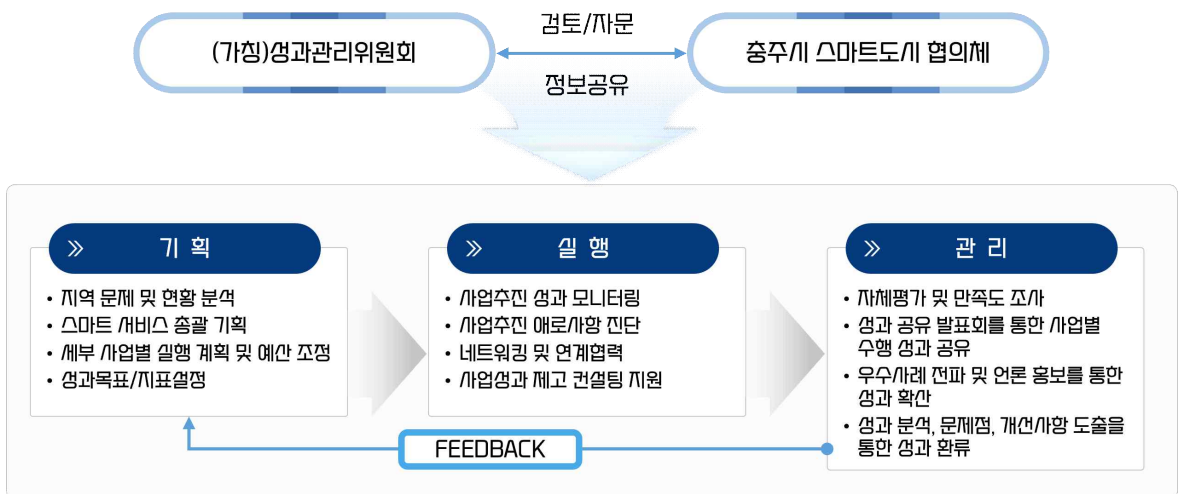 검토/자문
(가칭)성과관리위원회
충주시 스마트도시 협의체
정보공유
기 획
• 지역 문제 및 현황 분석
• 스마트 서비스 총괄 기획
• 세부 사업별 실행 계획 및 예산 조정
• 성과목표/지표설정
실 행
• 사업추진 성과 모니터링
• 사업추진 애로사항 진단
• 네트워킹 및 연계협력
• 사업성과 제고 컨설팅 지원
관 리
• 자체평가 및 만족도 조사
• 성과 공유 발표회를 통한 사업별
수행 성과 공유
• 우수사례 전파 및 언론 홍보를 통한
성과 확산
• 성과 분석, 문제점, 개선사항 도출을
통한 성과 환류
FEEDBACK